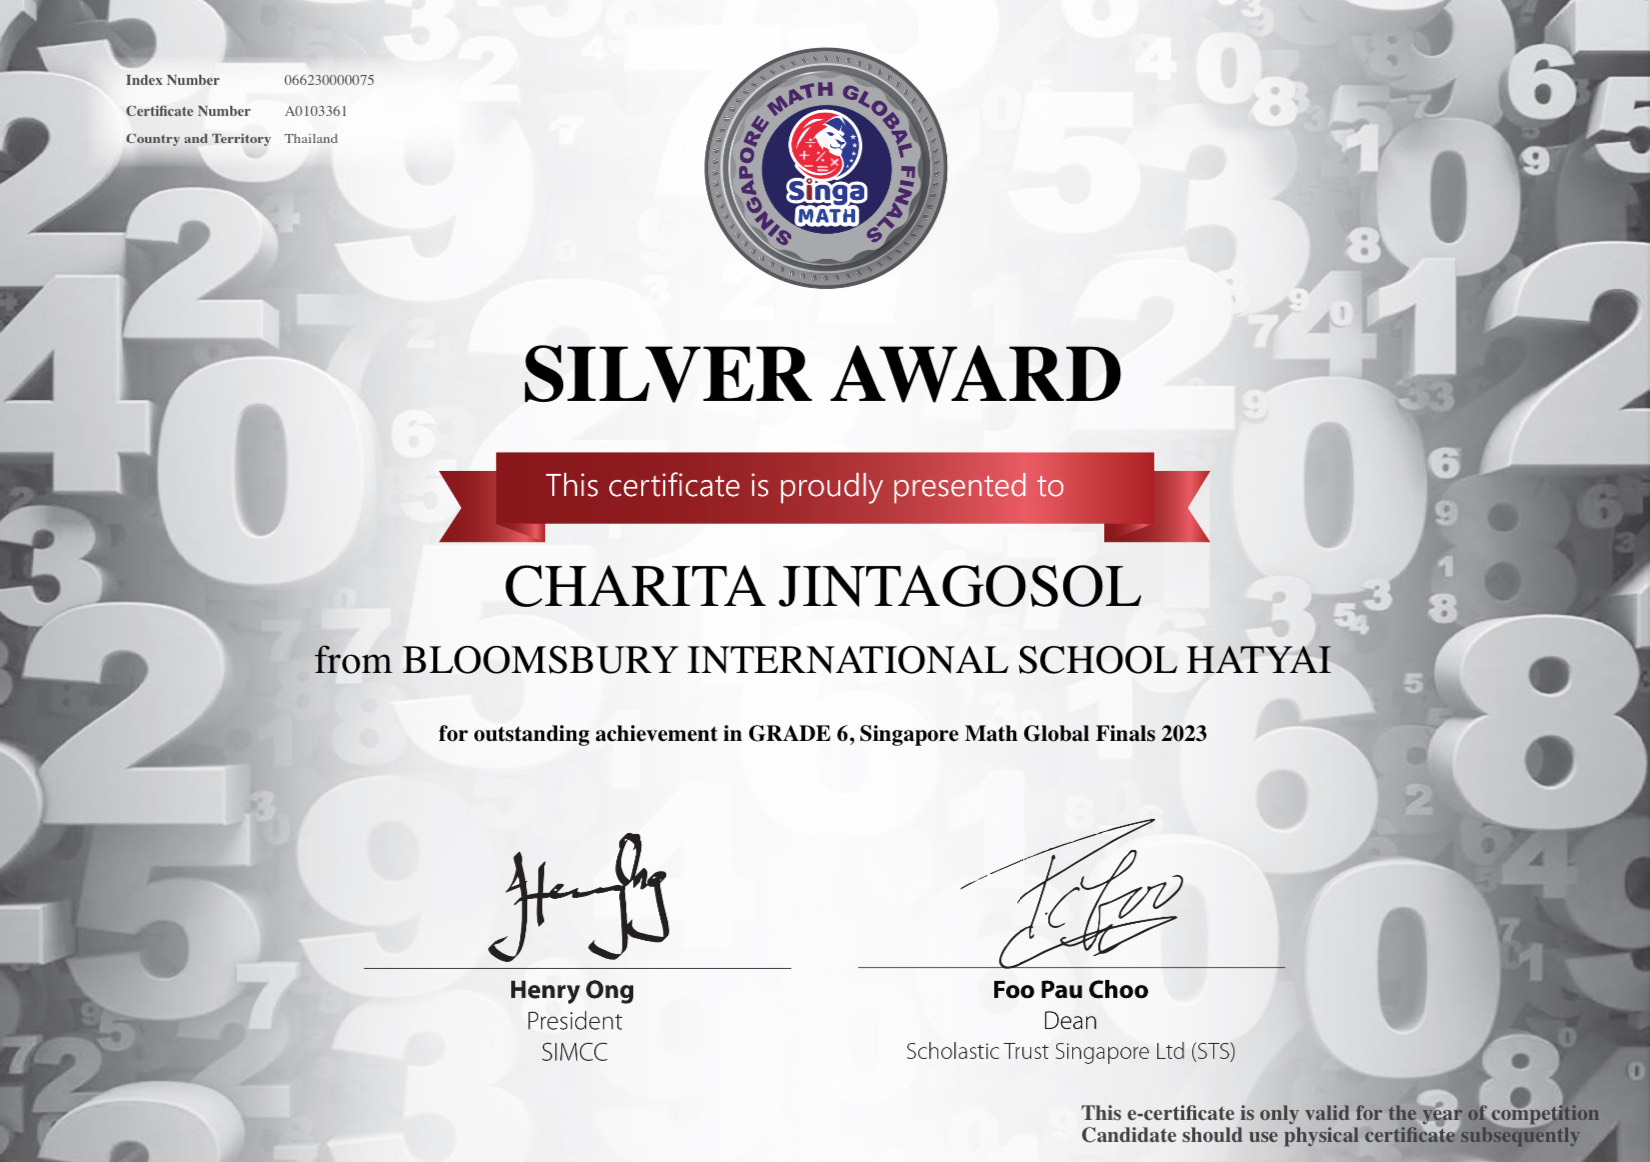 Index Number 066230000075
Certificate Number A0103361
Country and Territory Thailand
SINGAPORE MATH GLOBAL FINALS
Singa
MATH
SILVER AWARD
This certificate is proudly presented to
CHARITA JINTAGOSOL
from BLOOMSBURY INTERNATIONAL SCHOOL HATYAI
for outstanding achievement in GRADE 6, Singapore Math Global Finals 2023
Henry Ong
F.C Foo
Henry Ong
Foo Pau Choo
President
Dean
SIMCC
Scholastic Trust Singapore Ltd (STS)
This e-certificate is only valid for the year of competition
Candidate should use physical certificate subsequently